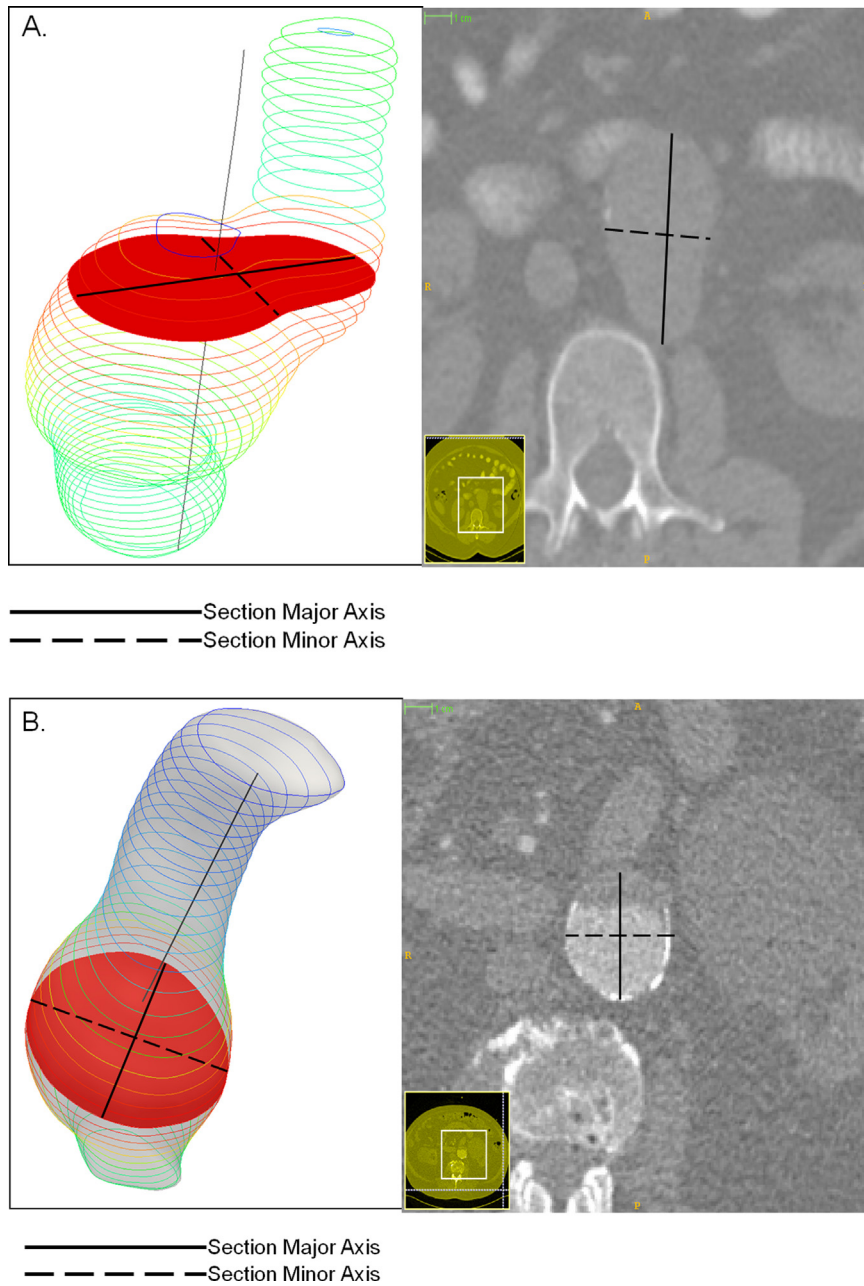 A.
1 cm
A
R
P
Section Major Axis
Section Minor Axis
B.
A
R
P
Section Major Axis
Section Minor Axis